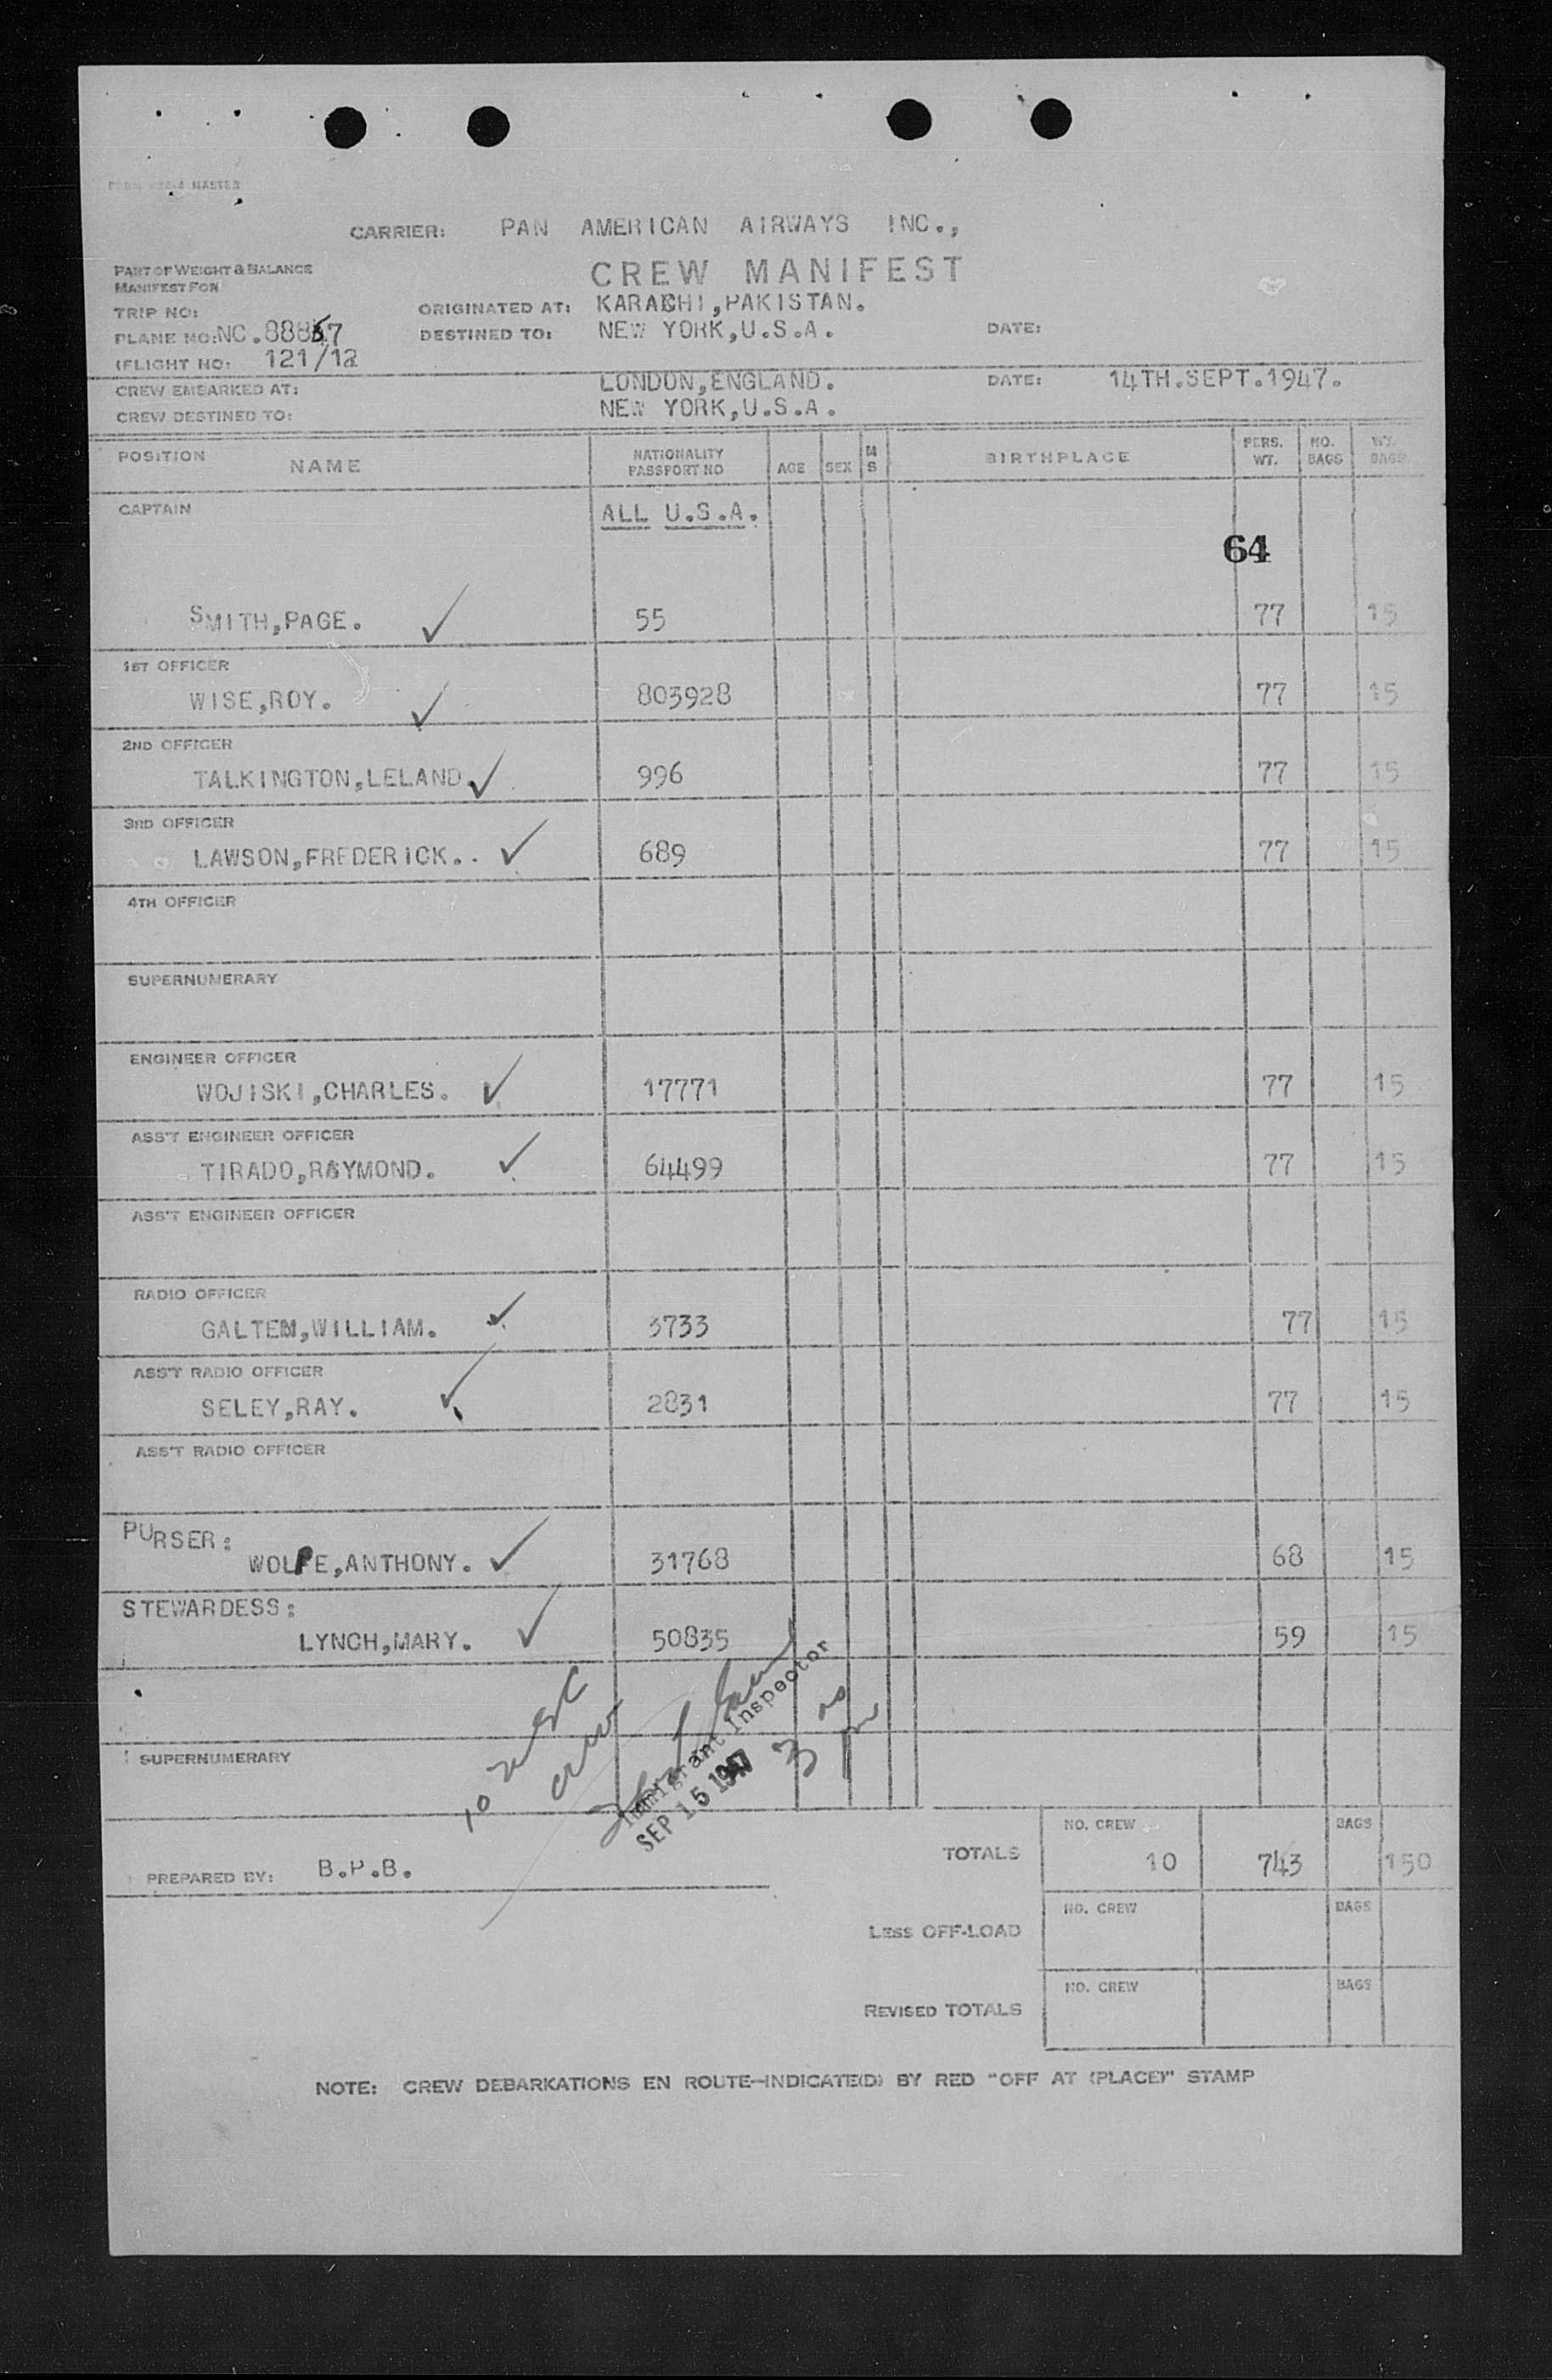 MASTER
CARRIER: PAN AMERICAN AIRWAYS INC.,
PART OF WEIGHT & BALANCE
MANIFEST FOR
CREW MANIFEST
TRIP NO: ORIGINATED AT: KARACHI,PAKISTAN.
PLANE NO: NC.88847 DESTINED TO: NEW YORK,U.S.A. DATE:
(FLIGHT NO: 121/12
CREW EMBARKED AT: LONDON,ENGLAND. DATE: 14TH.SEPT.1947.
CREW DESTINED TO: NEW YORK,U.S.A.
POSITION NAME NATIONALITY PASSPORT NO AGE SEX M S BIRTHPLACE PERS. WT. NO. BAGS WT. BAGS
CAPTAIN ALL U.S.A.
64
SMITH,PAGE. 55 77 15
1ST OFFICER
WISE,ROY. 803928 77 15
2ND OFFICER
TALKINGTON,LELAND. 996 77 15
3RD OFFICER
LAWSON,FREDERICK.. 689 77 15
4TH OFFICER
SUPERNUMERARY
ENGINEER OFFICER
WOJISKI,CHARLES. 17771 77 15
ASS'T ENGINEER OFFICER
TIRADO,RAYMOND. 64499 77 15
ASS'T ENGINEER OFFICER
RADIO OFFICER
GALTEN,WILLIAM. 3733 77 15
ASS'T RADIO OFFICER
SELEY,RAY. 2831 77 15
ASS'T RADIO OFFICER
PURSER:
WOLFE,ANTHONY. 31768 68 15
STEWARDESS:
LYNCH,MARY. 50835 59 15
10
crew
Immigrant Inspector
SEP 15 1947
SUPERNUMERARY
NO. CREW BAGS
TOTALS 10 743 150
PREPARED BY: B.P.B.
NO. CREW BAGS
LESS OFF-LOAD
NO. CREW BAGS
REVISED TOTALS
NOTE: CREW DEBARKATIONS EN ROUTE—INDICATE(D) BY RED "OFF AT (PLACE)" STAMP